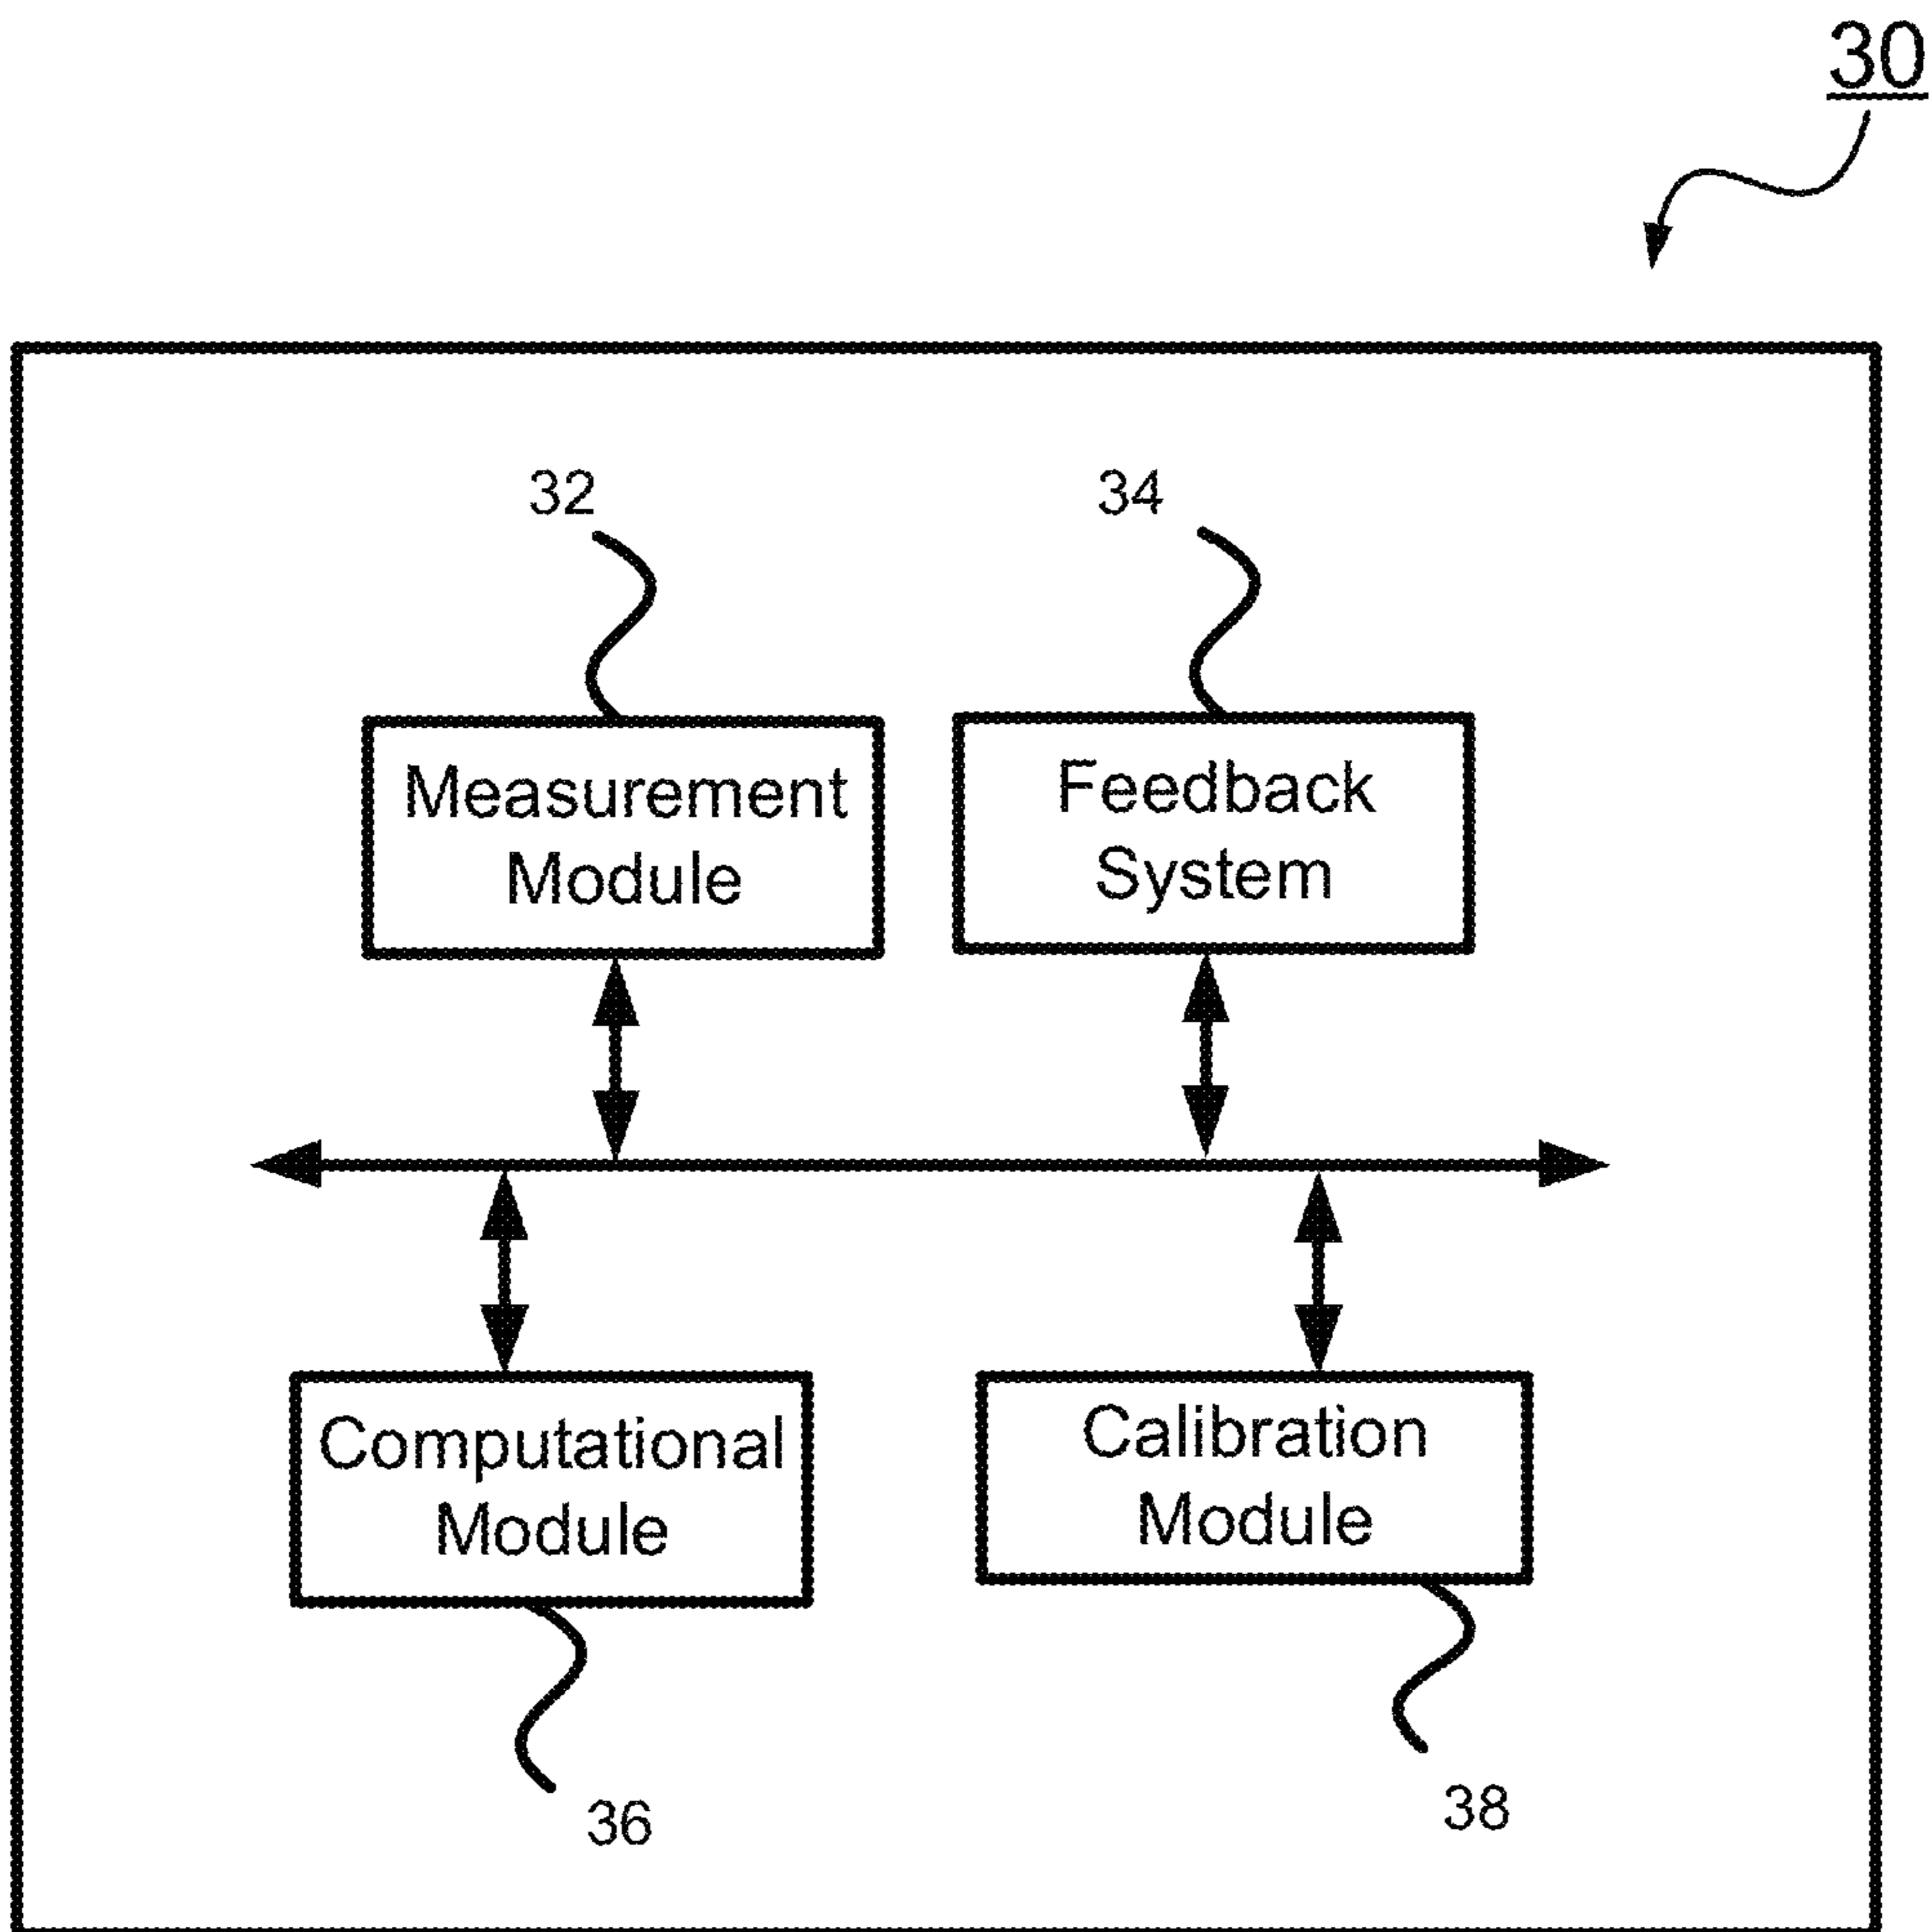 30
32
34
Measurement
Module
Feedback
System
Computational
Module
Calibration
Module
36
38